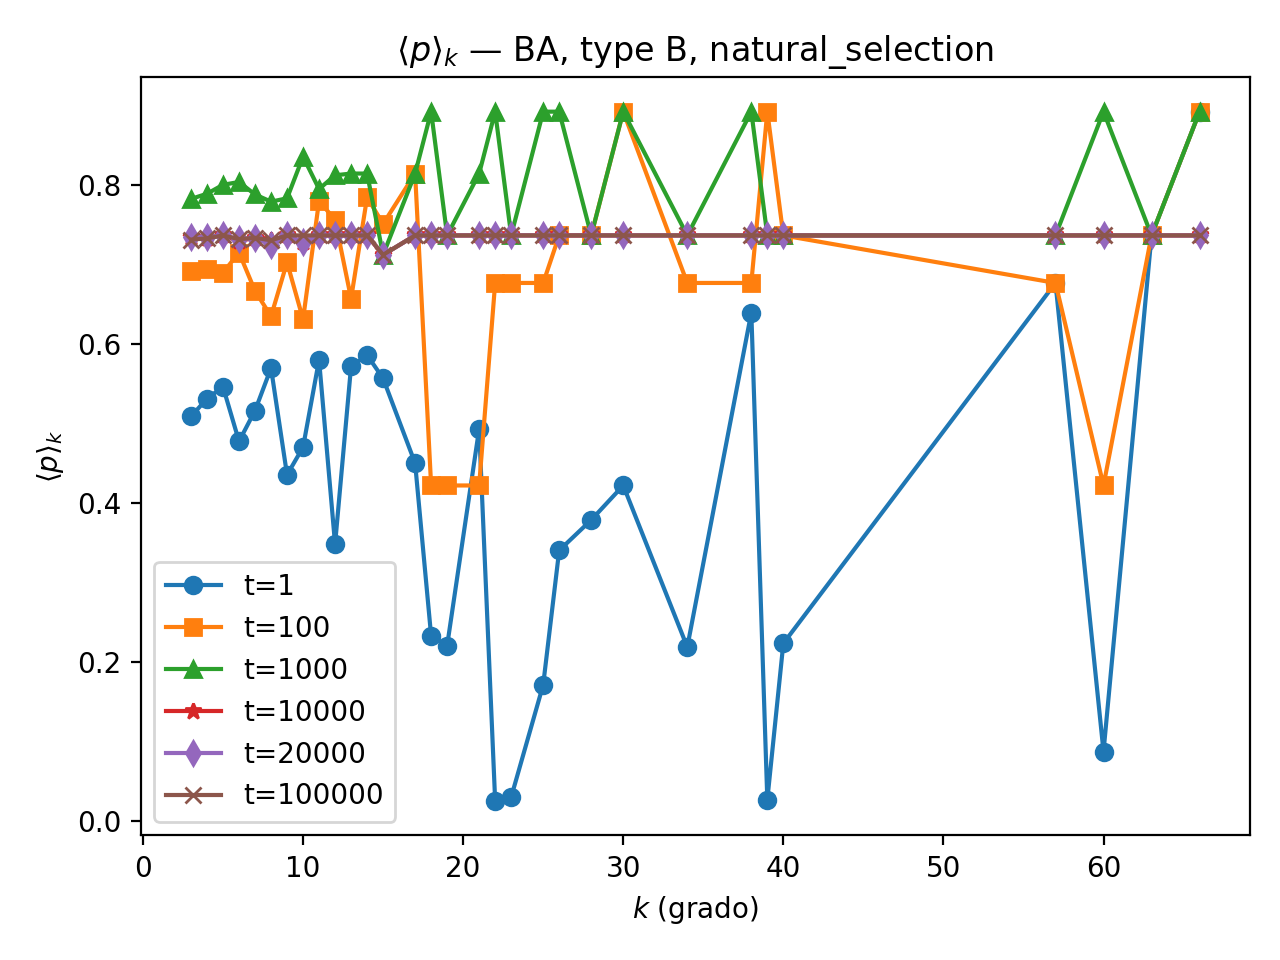 ⟨p⟩k — BA, type B, natural_selection
⟨p⟩k
0.8
0.6
0.4
0.2
0.0
t=1
t=100
t=1000
t=10000
t=20000
t=100000
0 10 20 30 40 50 60
k (grado)